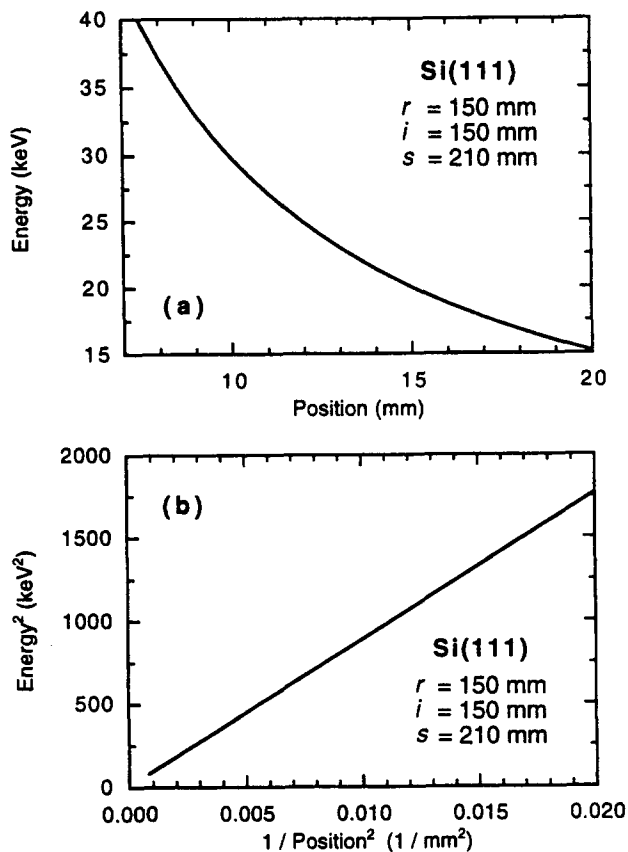 40
35
30
25
20
15
Energy (keV)
Si(111)
r = 150 mm
i = 150 mm
s = 210 mm
(a)
10
15
20
Position (mm)
2000
1500
1000
500
0
Energy² (keV²)
(b)
Si(111)
r = 150 mm
i = 150 mm
s = 210 mm
0.000
0.005
0.010
0.015
0.020
1 / Position² (1 / mm²)